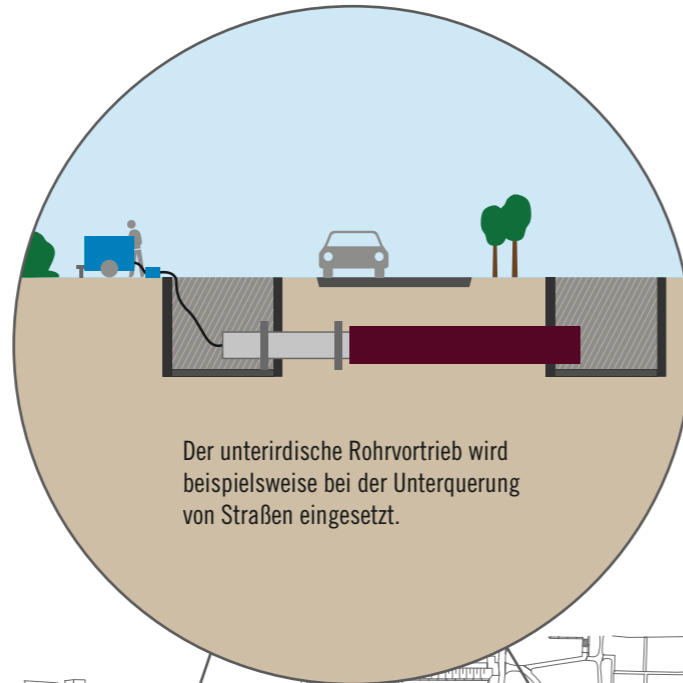 Der unterirdische Rohrvortrieb wird
beispielsweise bei der Unterquerung
von Straßen eingesetzt.